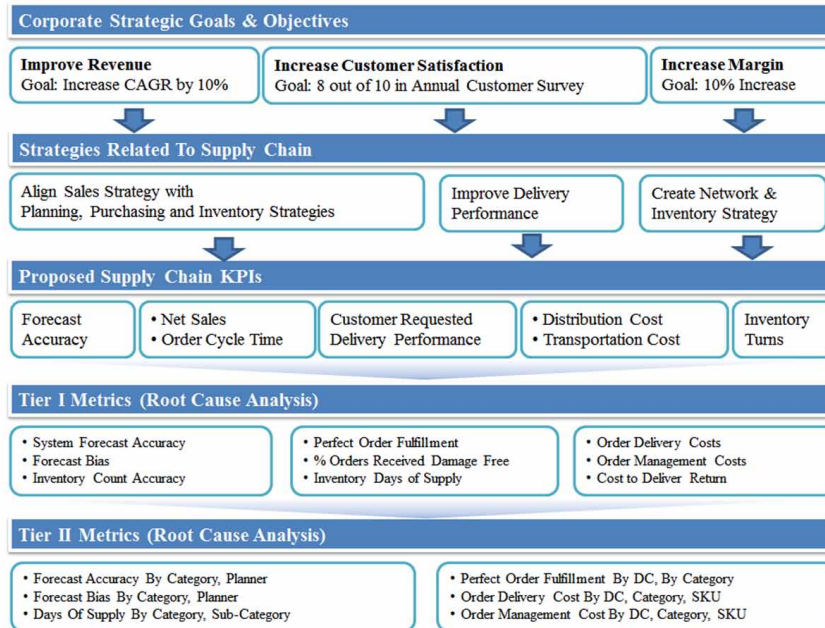 Corporate Strategic Goals & Objectives
Improve Revenue
Goal: Increase CAGR by 10%
Increase Customer Satisfaction
Goal: 8 out of 10 in Annual Customer Survey
Increase Margin
Goal: 10% Increase
Strategies Related To Supply Chain
Align Sales Strategy with
Planning, Purchasing and Inventory Strategies
Improve Delivery
Performance
Create Network &
Inventory Strategy
Proposed Supply Chain KPIs
Forecast
Accuracy
• Net Sales
• Order Cycle Time
Customer Requested
Delivery Performance
• Distribution Cost
• Transportation Cost
Inventory
Turns
Tier I Metrics (Root Cause Analysis)
• System Forecast Accuracy
• Forecast Bias
• Inventory Count Accuracy
• Perfect Order Fulfillment
• % Orders Received Damage Free
• Inventory Days of Supply
• Order Delivery Costs
• Order Management Costs
• Cost to Deliver Return
Tier II Metrics (Root Cause Analysis)
• Forecast Accuracy By Category, Planner
• Forecast Bias By Category, Planner
• Days Of Supply By Category, Sub-Category
• Perfect Order Fulfillment By DC, By Category
• Order Delivery Cost By DC, Category, SKU
• Order Management Cost By DC, Category, SKU